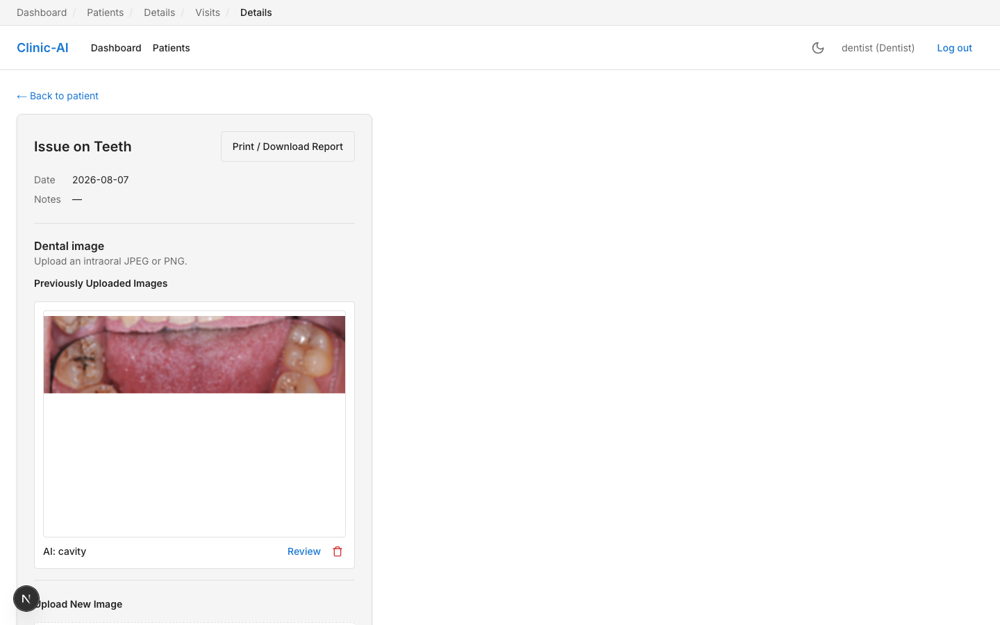 Dashboard / Patients / Details / Visits / Details
Clinic-AI Dashboard Patients dentist (Dentist) Log out
← Back to patient
Issue on Teeth Print / Download Report
Date 2026-08-07
Notes —
Dental image
Upload an intraoral JPEG or PNG.
Previously Uploaded Images
AI: cavity Review
N
Upload New Image